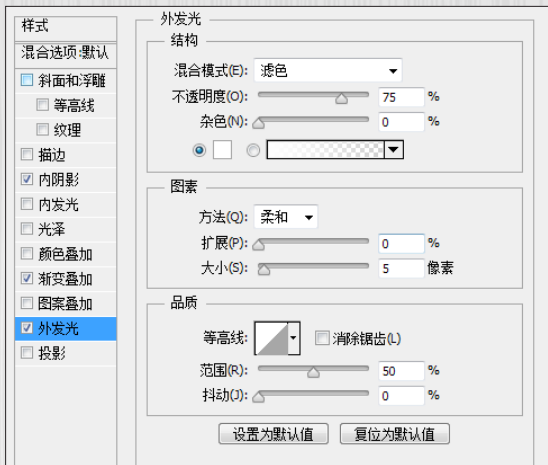 样式
混合选项:默认
斜面和浮雕
等高线
纹理
描边
内阴影
内发光
光泽
颜色叠加
渐变叠加
图案叠加
外发光
投影
外发光
结构
混合模式(E): 滤色
不透明度(O): 75 %
杂色(N): 0 %
图素
方法(Q): 柔和
扩展(P): 0 %
大小(S): 5 像素
品质
等高线: 消除锯齿(L)
范围(R): 50 %
抖动(J): 0 %
设置为默认值 复位为默认值